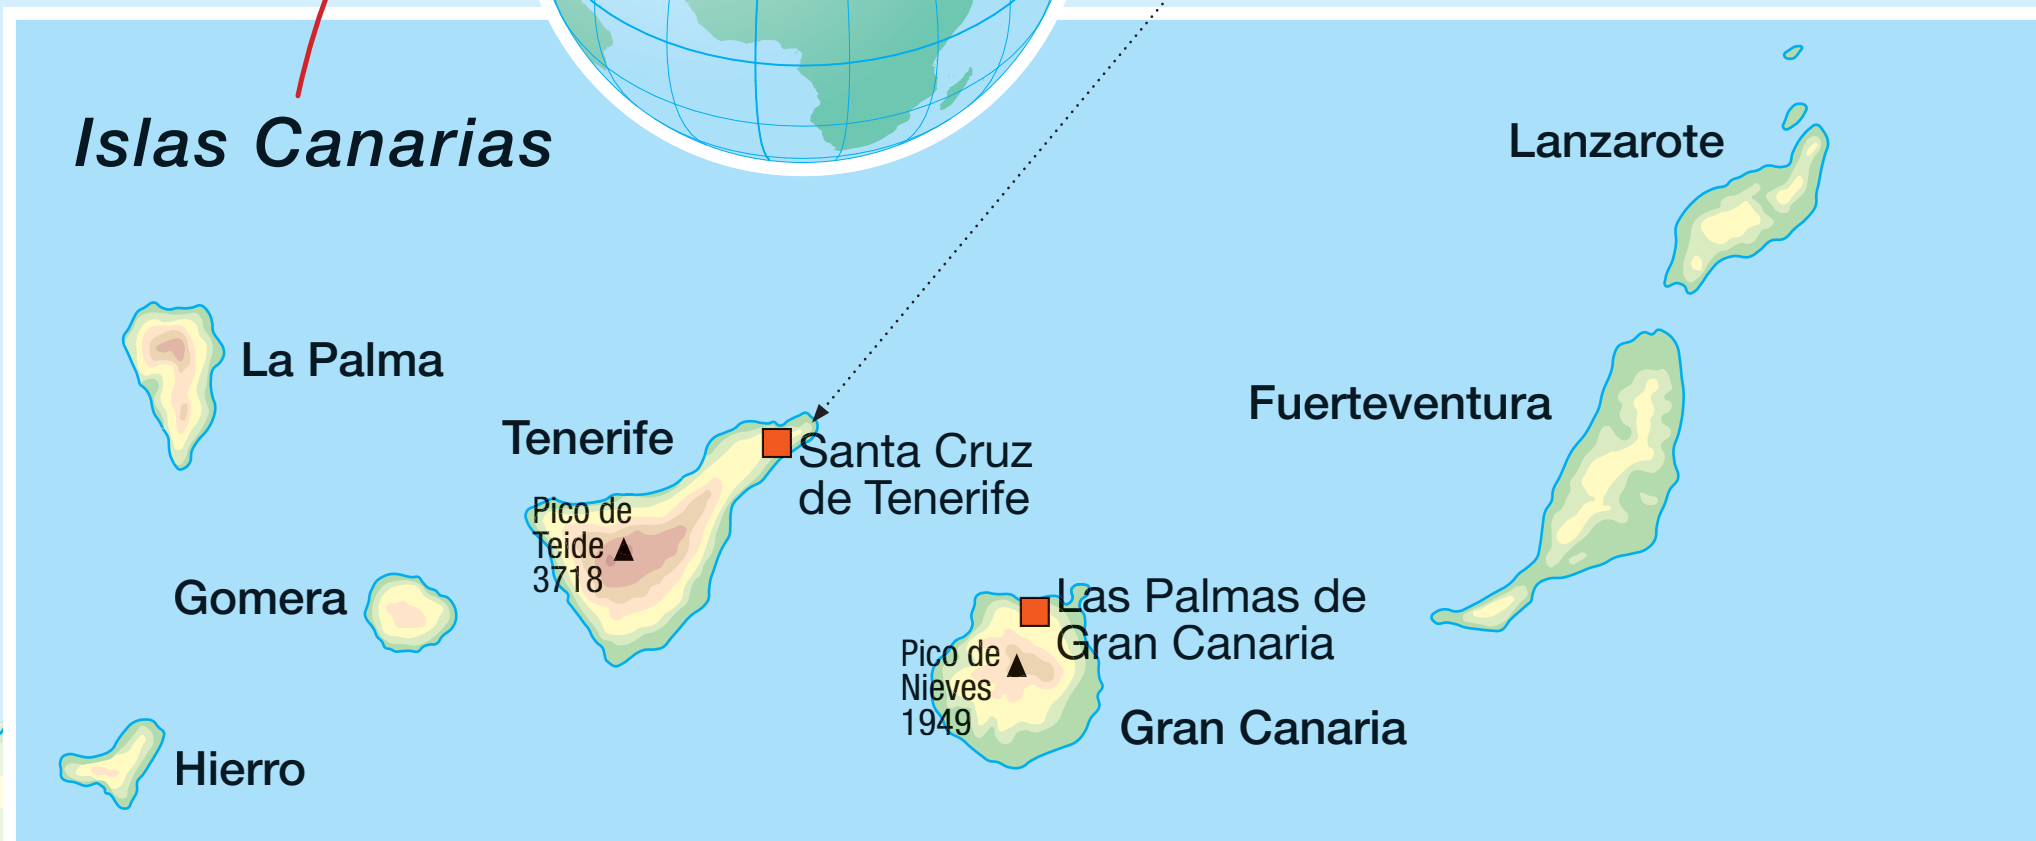 Islas Canarias
Lanzarote
La Palma
Fuerteventura
Tenerife
Santa Cruz
de Tenerife
Pico de
Teide
3718
Gomera
Las Palmas de
Gran Canaria
Pico de
Nieves
1949
Gran Canaria
Hierro